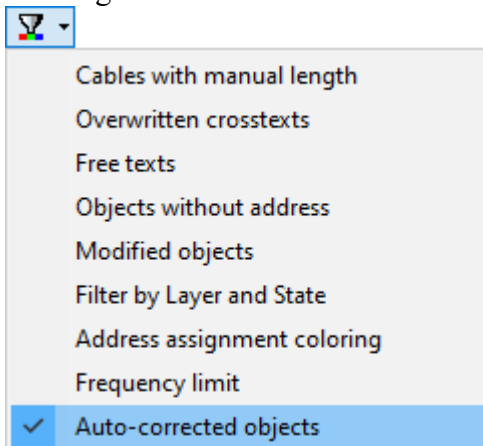 Cables with manual length
Overwritten crosstexts
Free texts
Objects without address
Modified objects
Filter by Layer and State
Address assignment coloring
Frequency limit
Auto-corrected objects